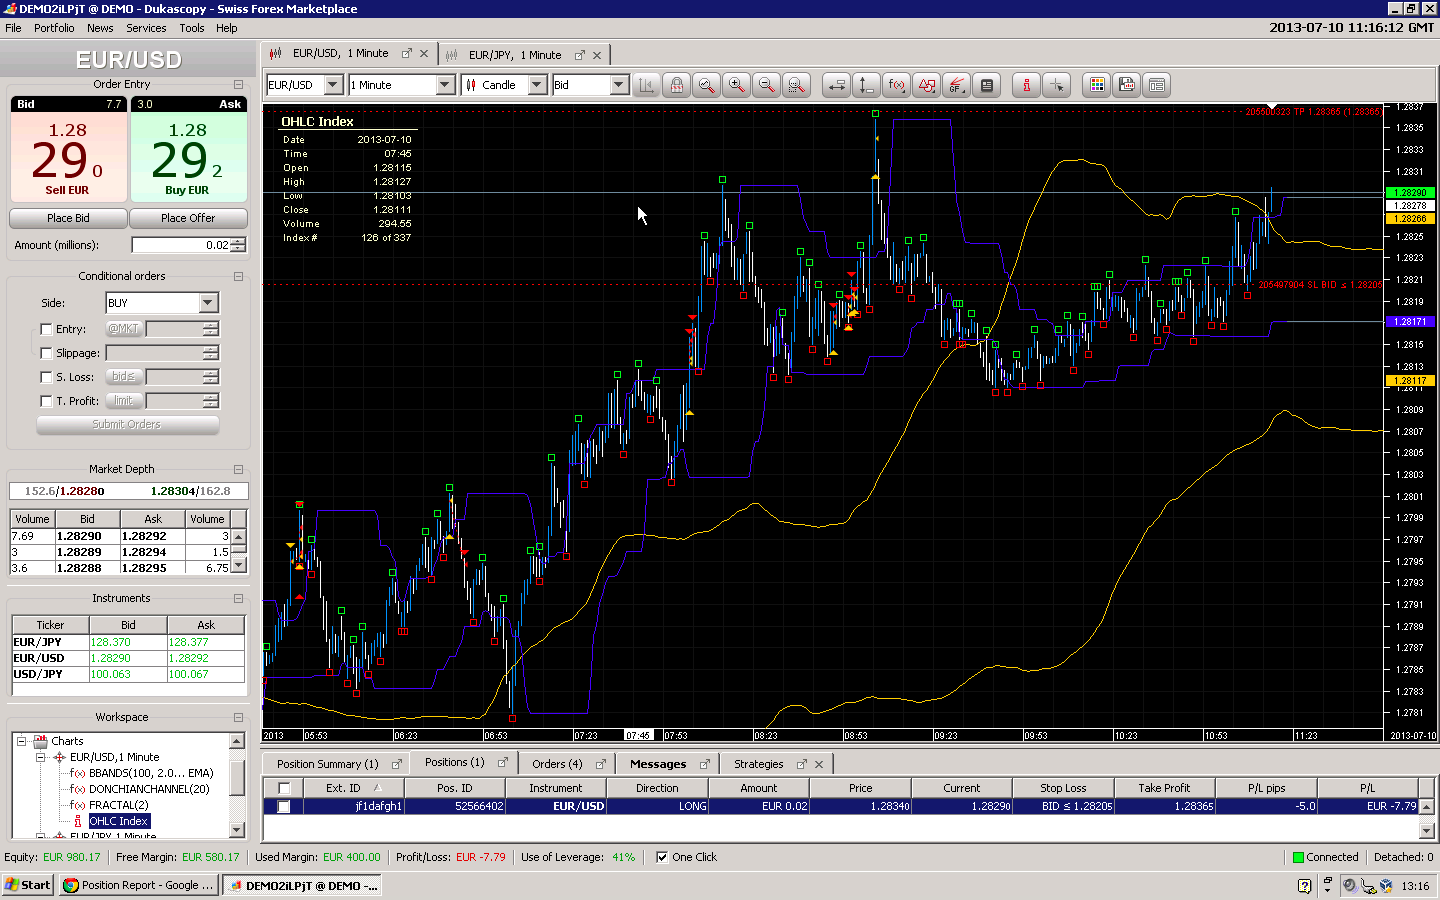 DEMO2iLPjT @ DEMO - Dukascopy - Swiss Forex Marketplace
File Portfolio News Services Tools Help
2013-07-10 11:16:12 GMT
EUR/USD
Order Entry
Bid 7.7 3.0 Ask
1.28 1.28
29 0 29 2
Sell EUR Buy EUR
Place Bid Place Offer
Amount (millions): 0.02
Conditional orders
Side: BUY
Entry: @MKT
Slippage:
S. Loss: bid≤
T. Profit: limit
Submit Orders
Market Depth
152.6/1.28280 1.28304/162.8
Volume Bid Ask Volume
7.69 1.28290 1.28292 3
3 1.28289 1.28294 1.5
3.6 1.28288 1.28295 6.75
Instruments
Ticker Bid Ask
EUR/JPY 128.370 128.377
EUR/USD 1.28290 1.28292
USD/JPY 100.063 100.067
Workspace
Charts
EUR/USD,1 Minute
f(x) BBANDS(100, 2.0... EMA)
f(x) DONCHIANCHANNEL(20)
f(x) FRACTAL(2)
OHLC Index
EUR/JPY,1 Minute
EUR/USD, 1 Minute
EUR/JPY, 1 Minute
EUR/USD 1 Minute Candle Bid
f(x) GF
OHLC Index
Date 2013-07-10
Time 07:45
Open 1.28115
High 1.28127
Low 1.28103
Close 1.28111
Volume 294.55
Index # 126 of 337
205500323 TP 1.28365 (1.28365)
205497904 SL BID ≤ 1.28205
1.2837
1.2835
1.2833
1.2831
1.28290
1.28278
1.28266
1.2825
1.2823
1.2821
1.2819
1.28171
1.2815
1.2813
1.28117
1.2811
1.2809
1.2807
1.2805
1.2803
1.2801
1.2799
1.2797
1.2795
1.2793
1.2791
1.2789
1.2787
1.2785
1.2783
1.2781
2013 05:53 06:23 06:53 07:23 07:45 07:53 08:23 08:53 09:23 09:53 10:23 10:53 11:23 2013-07-10
Position Summary (1) Positions (1) Orders (4) Messages Strategies
Ext. ID Pos. ID Instrument Direction Amount Price Current Stop Loss Take Profit P/L pips P/L
jf1dafgh1 52566402 EUR/USD LONG EUR 0.02 1.28340 1.28290 BID ≤ 1.28205 1.28365 -5.0 EUR -7.79
Equity: EUR 980.17 Free Margin: EUR 580.17 Used Margin: EUR 400.00 Profit/Loss: EUR -7.79 Use of Leverage: 41% One Click Connected Detached: 0
Start Position Report - Google ... DEMO2iLPjT @ DEMO -... 13:16